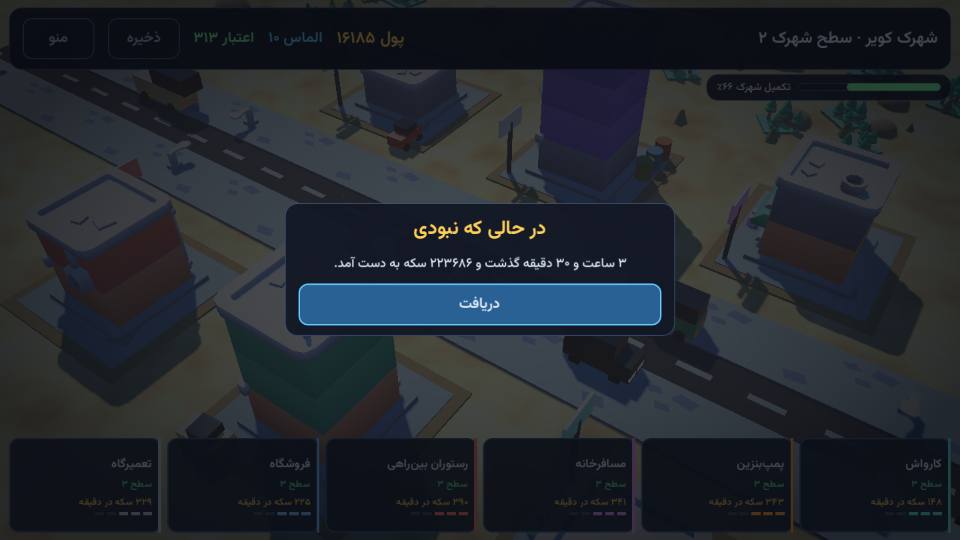 شهرک کویر · سطح شهرک ۲
پول ۱۶۱۸۵
الماس ۱۰
اعتبار ۳۱۳
ذخیره
منو
تکمیل شهرک ۶۶٪
در حالی که نبودی
۳ ساعت و ۳۰ دقیقه گذشت و ۲۲۳۶۸۶ سکه به دست آمد.
دریافت
کارواش
سطح ۳
۱۴۸ سکه در دقیقه
پمپ‌بنزین
سطح ۳
۳۴۳ سکه در دقیقه
مسافرخانه
سطح ۳
۳۴۱ سکه در دقیقه
رستوران بین‌راهی
سطح ۳
۳۹۰ سکه در دقیقه
فروشگاه
سطح ۳
۲۲۵ سکه در دقیقه
تعمیرگاه
سطح ۳
۳۲۹ سکه در دقیقه